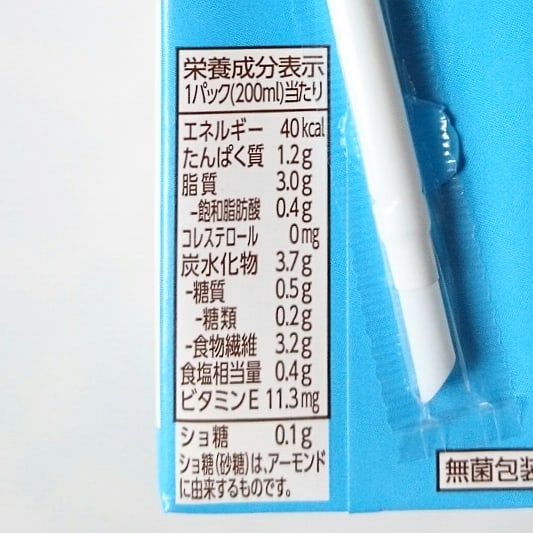 栄養成分表示
1パック(200ml)当たり
エネルギー 40kcal
たんぱく質 1.2g
脂質 3.0g
-飽和脂肪酸 0.4g
コレステロール 0mg
炭水化物 3.7g
-糖質 0.5g
-糖類 0.2g
-食物繊維 3.2g
食塩相当量 0.4g
ビタミンE 11.3mg
ショ糖 0.1g
ショ糖(砂糖)は、アーモンド
に由来するものです。
無菌包装